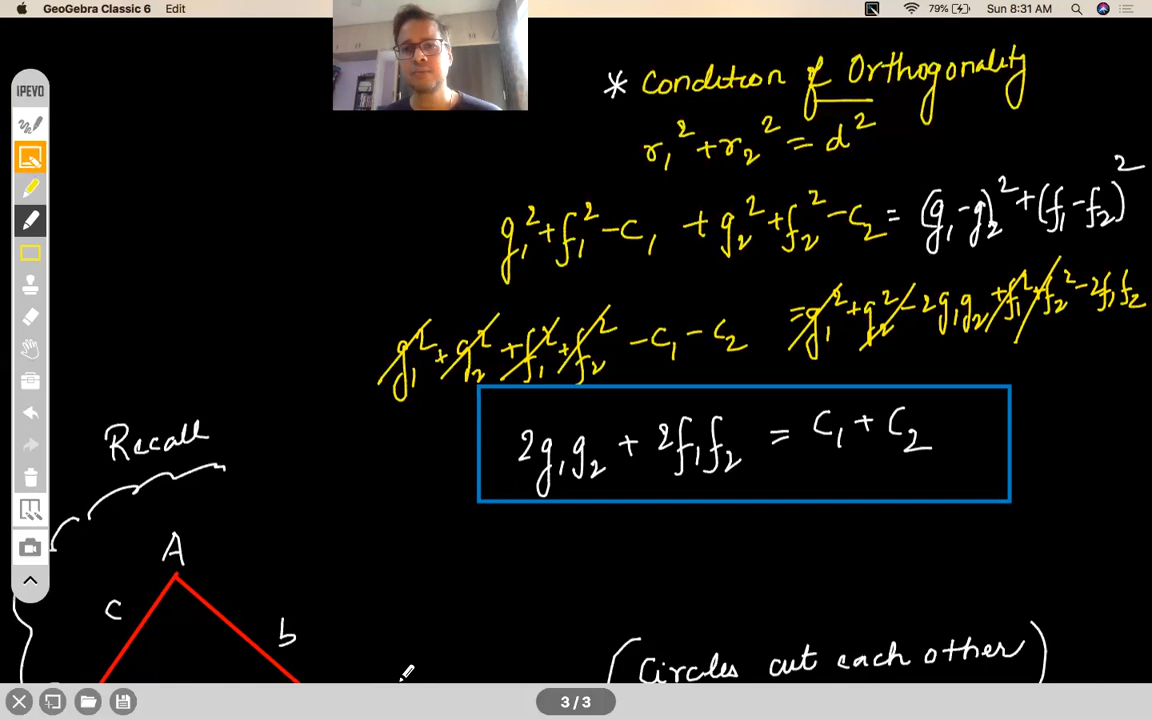 GeoGebra Classic 6 Edit 79% Sun 8:31 AM
IPEVO
* Condition of Orthogonality
r₁² + r₂² = d²
g₁² + f₁² - c₁ + g₂² + f₂² - c₂ = (g₁ - g₂)² + (f₁ - f₂)²
g₁² + g₂² + f₁² + f₂² - c₁ - c₂ = g₁² + g₂² - 2g₁g₂ + f₁² + f₂² - 2f₁f₂
2g₁g₂ + 2f₁f₂ = c₁ + c₂
Recall
A
c
b
(Circles cut each other)
3/3